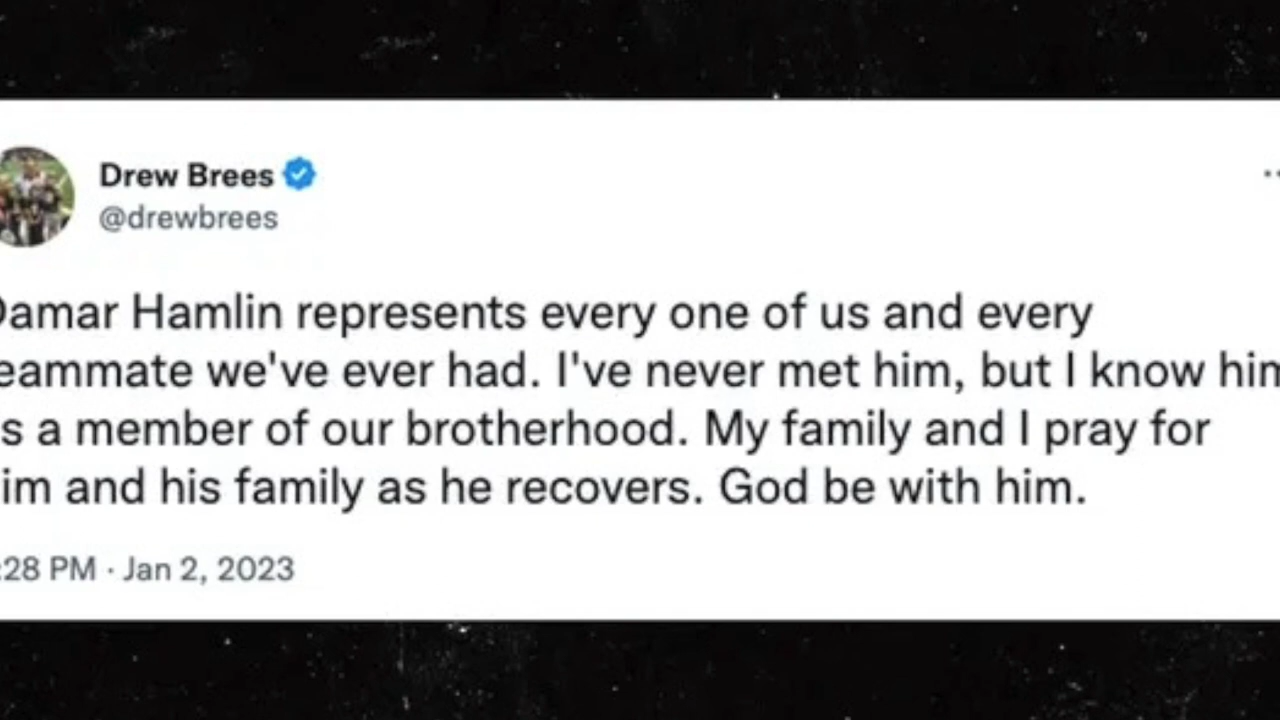 Drew Brees
@drewbrees
Damar Hamlin represents every one of us and every
teammate we've ever had. I've never met him, but I know him
s a member of our brotherhood. My family and I pray for
im and his family as he recovers. God be with him.
:28 PM · Jan 2, 2023